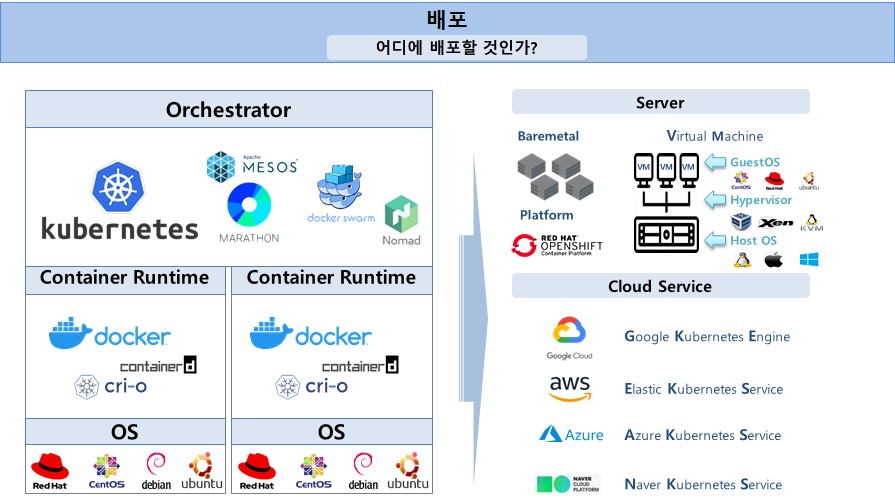 배포
어디에 배포할 것인가?
Orchestrator
kubernetes
Apache
MESOS
MARATHON
docker swarm
Nomad
Container Runtime
docker
containerd
cri-o
OS
Red Hat
CentOS
debian
ubuntu
Container Runtime
docker
containerd
cri-o
OS
Red Hat
CentOS
debian
ubuntu
Server
Baremetal
Platform
RED HAT
OPENSHIFT
Container Platform
Virtual Machine
VM VM VM
GuestOS
CentOS Red Hat ubuntu
Hypervisor
Xen KVM
Host OS
Cloud Service
Google Cloud
Google Kubernetes Engine
aws
Elastic Kubernetes Service
Azure
Azure Kubernetes Service
NAVER
CLOUD
PLATFORM
Naver Kubernetes Service